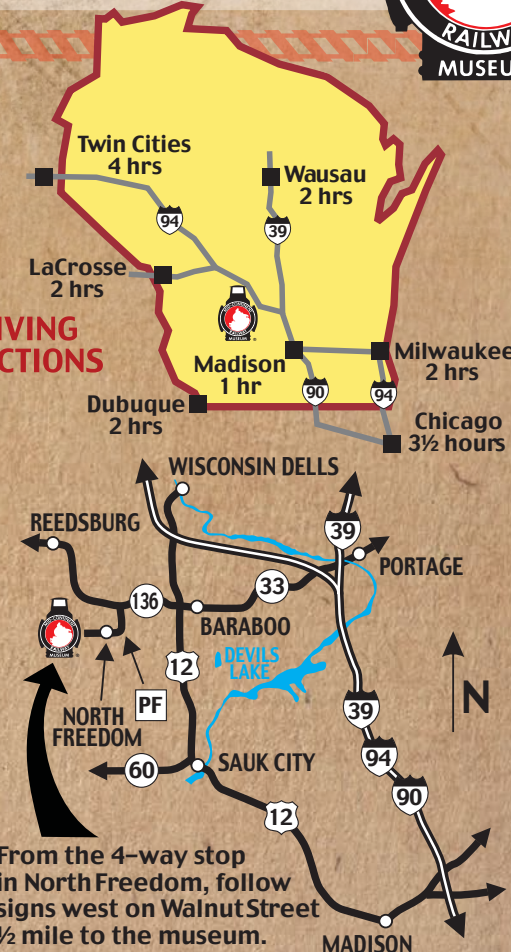 RAILW
MUSEU
Twin Cities
4 hrs
Wausau
2 hrs
94
39
LaCrosse
2 hrs
MUSEUM
IVING
CTIONS
Madison
1 hr
Milwaukee
2 hrs
90
94
Dubuque
2 hrs
Chicago
3½ hours
WISCONSIN DELLS
REEDSBURG
39
PORTAGE
136
33
BARABOO
MUSEUM
12
DEVILS
LAKE
PF
NORTH
FREEDOM
39
N
60
SAUK CITY
94
12
90
From the 4-way stop
in North Freedom, follow
signs west on Walnut Street
½ mile to the museum.
MADISON